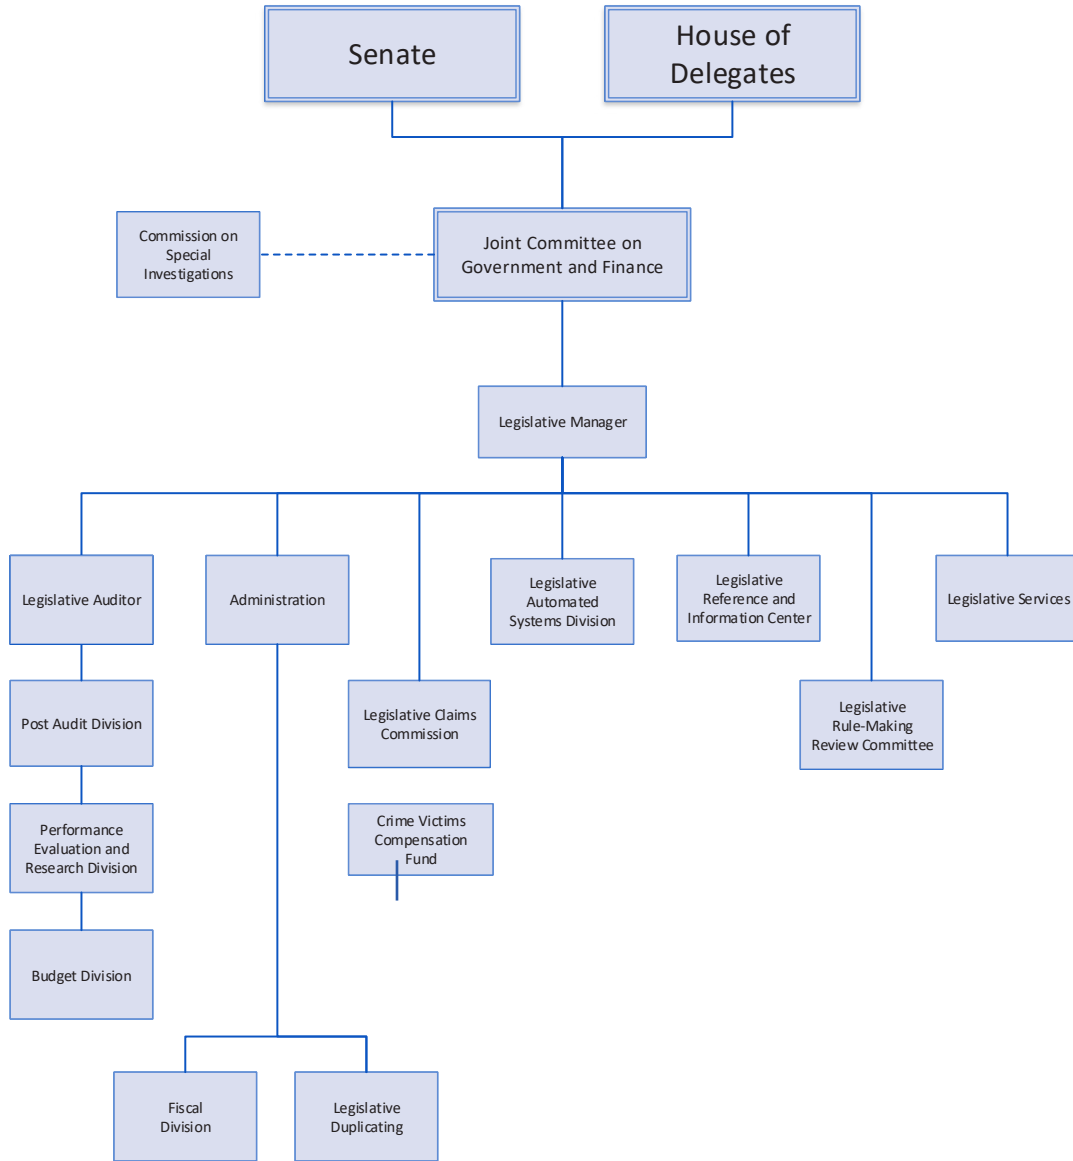 Senate
House of
Delegates
Commission on
Special
Investigations
Joint Committee on
Government and Finance
Legislative Manager
Legislative Auditor
Administration
Legislative
Automated
Systems Division
Legislative
Reference and
Information Center
Legislative Services
Post Audit Division
Legislative Claims
Commission
Legislative
Rule-Making
Review Committee
Performance
Evaluation and
Research Division
Crime Victims
Compensation
Fund
Budget Division
Fiscal
Division
Legislative
Duplicating